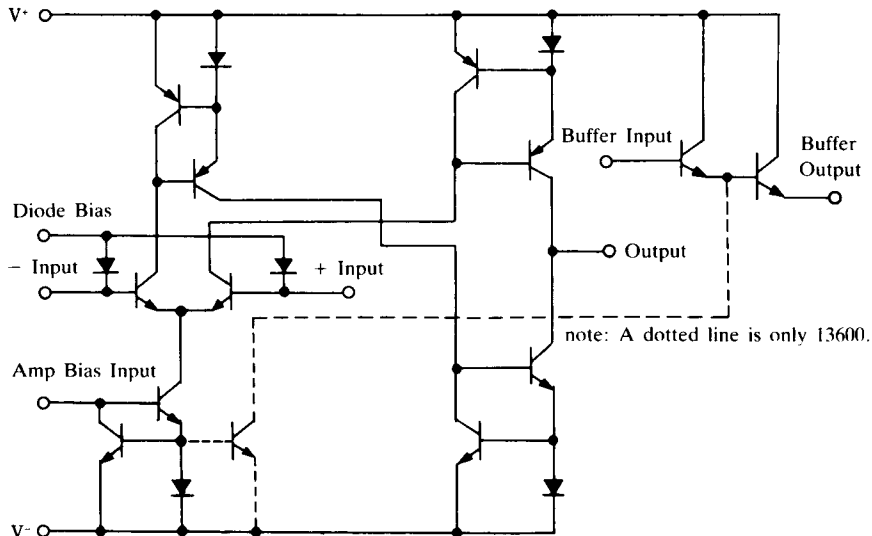 V+
Buffer Input
Buffer
Output
Diode Bias
− Input
+ Input
Output
note: A dotted line is only 13600.
Amp Bias Input
V−